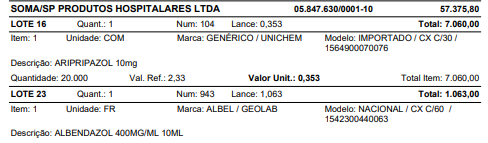 SOMA/SP PRODUTOS HOSPITALARES LTDA 05.847.630/0001-10 57.375,80
LOTE 16 Quant.: 1 Num: 104 Lance: 0,353 Total: 7.060,00
Item: 1 Unidade: COM Marca: GENÉRICO / UNICHEM Modelo: IMPORTADO / CX C/30 /
1564900070076
Descrição: ARIPRIPAZOL 10mg
Quantidade: 20.000 Val. Ref.: 2,33 Valor Unit.: 0,353 Total Item: 7.060,00
LOTE 23 Quant.: 1 Num: 943 Lance: 1,063 Total: 1.063,00
Item: 1 Unidade: FR Marca: ALBEL / GEOLAB Modelo: NACIONAL / CX C/60 /
1542300440063
Descrição: ALBENDAZOL 400MG/ML 10ML